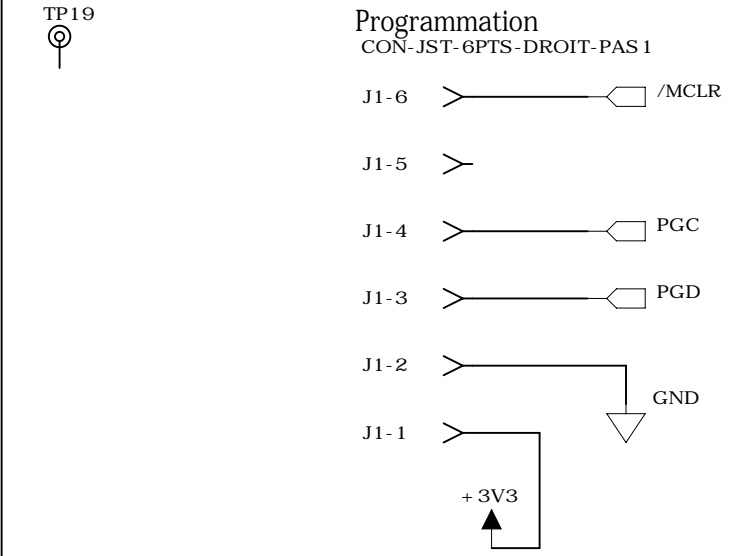 TP19
Programmation
CON-JST-6PTS-DROIT-PAS1
J1-6 /MCLR
J1-5
J1-4 PGC
J1-3 PGD
J1-2
GND
J1-1
+3V3